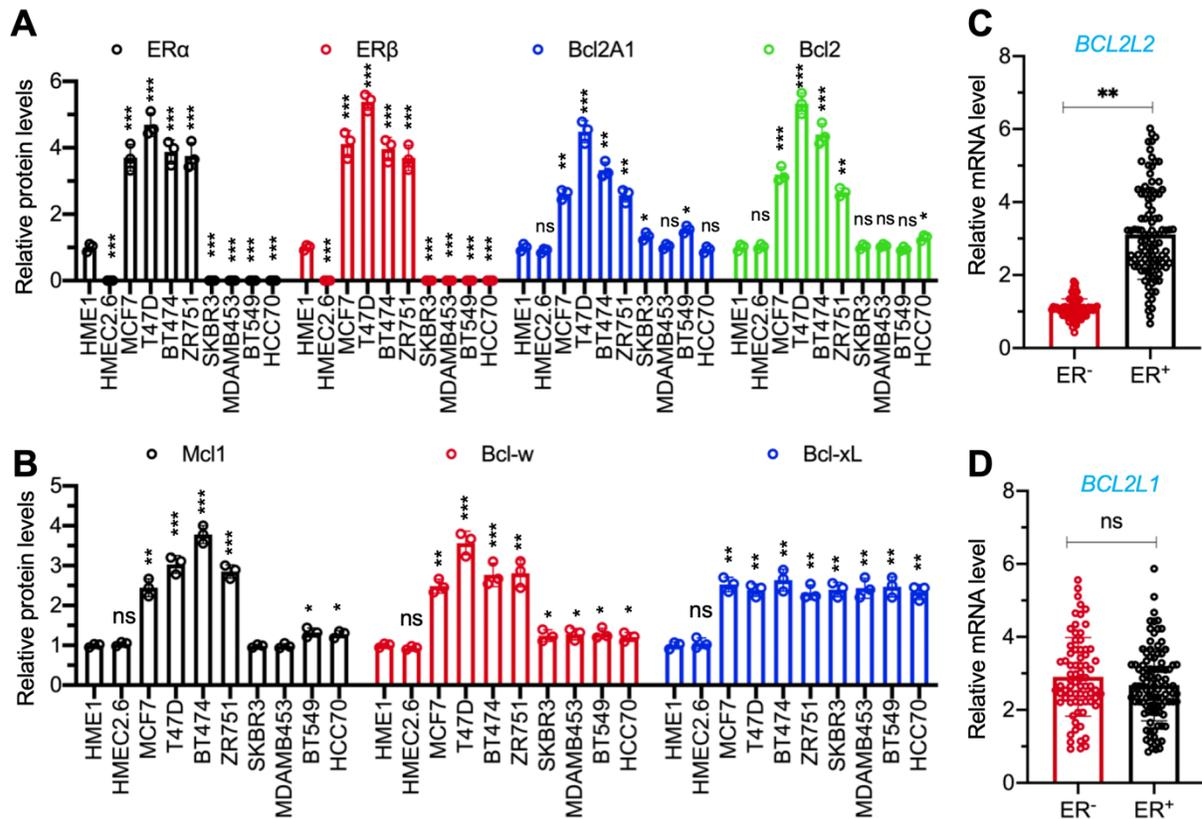 A
ERα ERβ Bcl2A1 Bcl2
Relative protein levels
6
4
2
0
*** *** *** *** *** *** *** *** ***
*** *** *** *** *** *** *** *** ***
ns ** *** ** ** * ns * ns
ns *** *** *** ** ns ns ns *
HME1 HMEC2.6 MCF7 T47D BT474 ZR751 SKBR3 MDAMB453 BT549 HCC70
HME1 HMEC2.6 MCF7 T47D BT474 ZR751 SKBR3 MDAMB453 BT549 HCC70
HME1 HMEC2.6 MCF7 T47D BT474 ZR751 SKBR3 MDAMB453 BT549 HCC70
HME1 HMEC2.6 MCF7 T47D BT474 ZR751 SKBR3 MDAMB453 BT549 HCC70
B
Mcl1 Bcl-w Bcl-xL
Relative protein levels
5
4
3
2
1
0
ns ** *** *** *** * *
ns ** *** *** ** * * * *
ns ** ** ** ** ** ** ** **
HME1 HMEC2.6 MCF7 T47D BT474 ZR751 SKBR3 MDAMB453 BT549 HCC70
HME1 HMEC2.6 MCF7 T47D BT474 ZR751 SKBR3 MDAMB453 BT549 HCC70
HME1 HMEC2.6 MCF7 T47D BT474 ZR751 SKBR3 MDAMB453 BT549 HCC70
C
BCL2L2
Relative mRNA level
8
6
4
2
0
**
ER⁻ ER⁺
D
BCL2L1
Relative mRNA level
8
6
4
2
0
ns
ER⁻ ER⁺